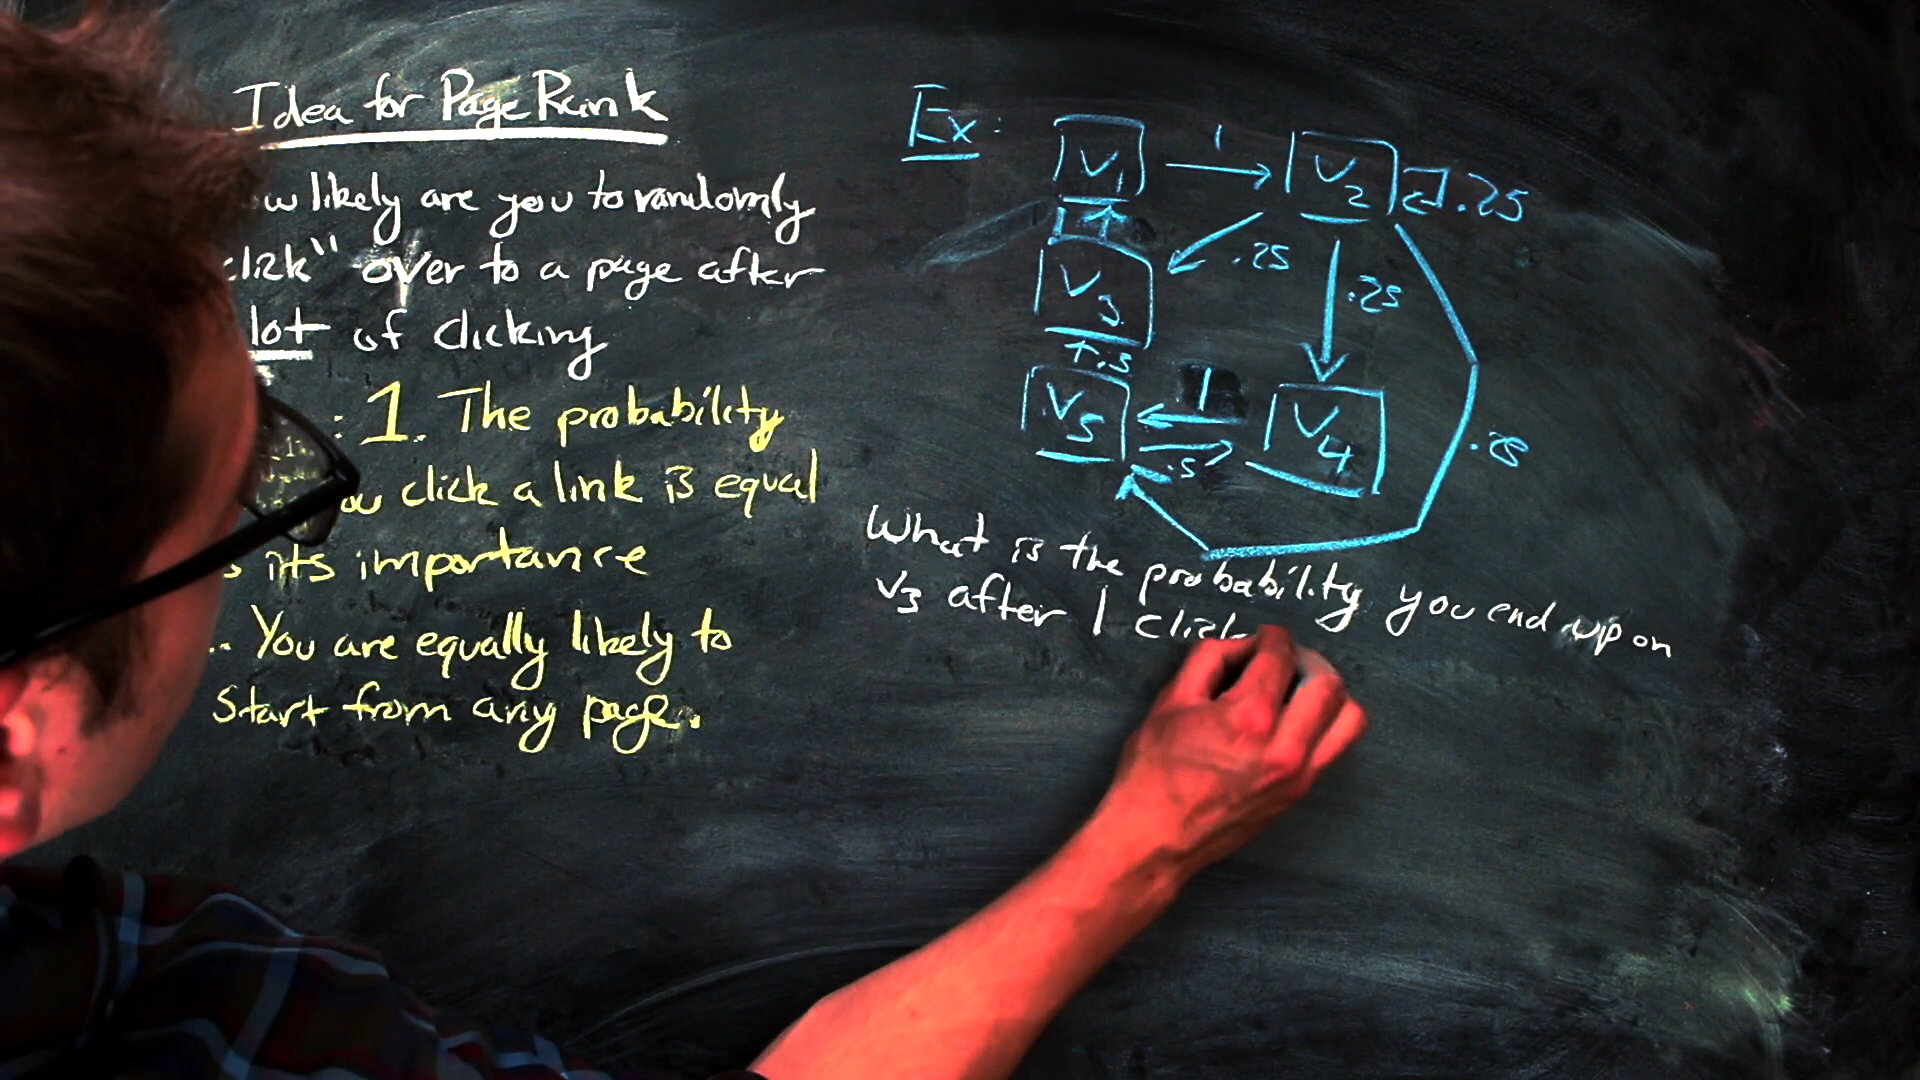 Idea for PageRank
likely are you to randomly
click" over to a page after
lot of clicking
: 1. The probability
click a link is equal
its importance
You are equally likely to
start from any page.
Ex:
V1 1 V2 .25
.25
V3 .25
.5
V5 1 V4 .25
.5
What is the probability you end up on
V3 after 1 click